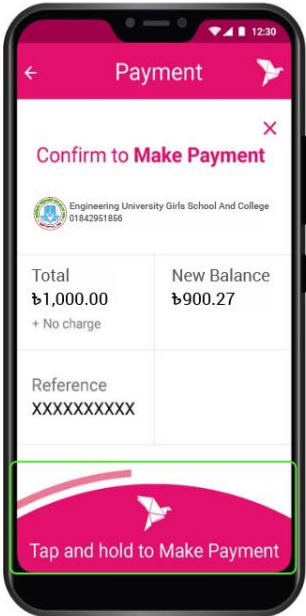 12:30
Payment
Confirm to Make Payment
Engineering University Girls School And College
01842951856
Total
৳1,000.00
+ No charge
New Balance
৳900.27
Reference
XXXXXXXXXX
Tap and hold to Make Payment